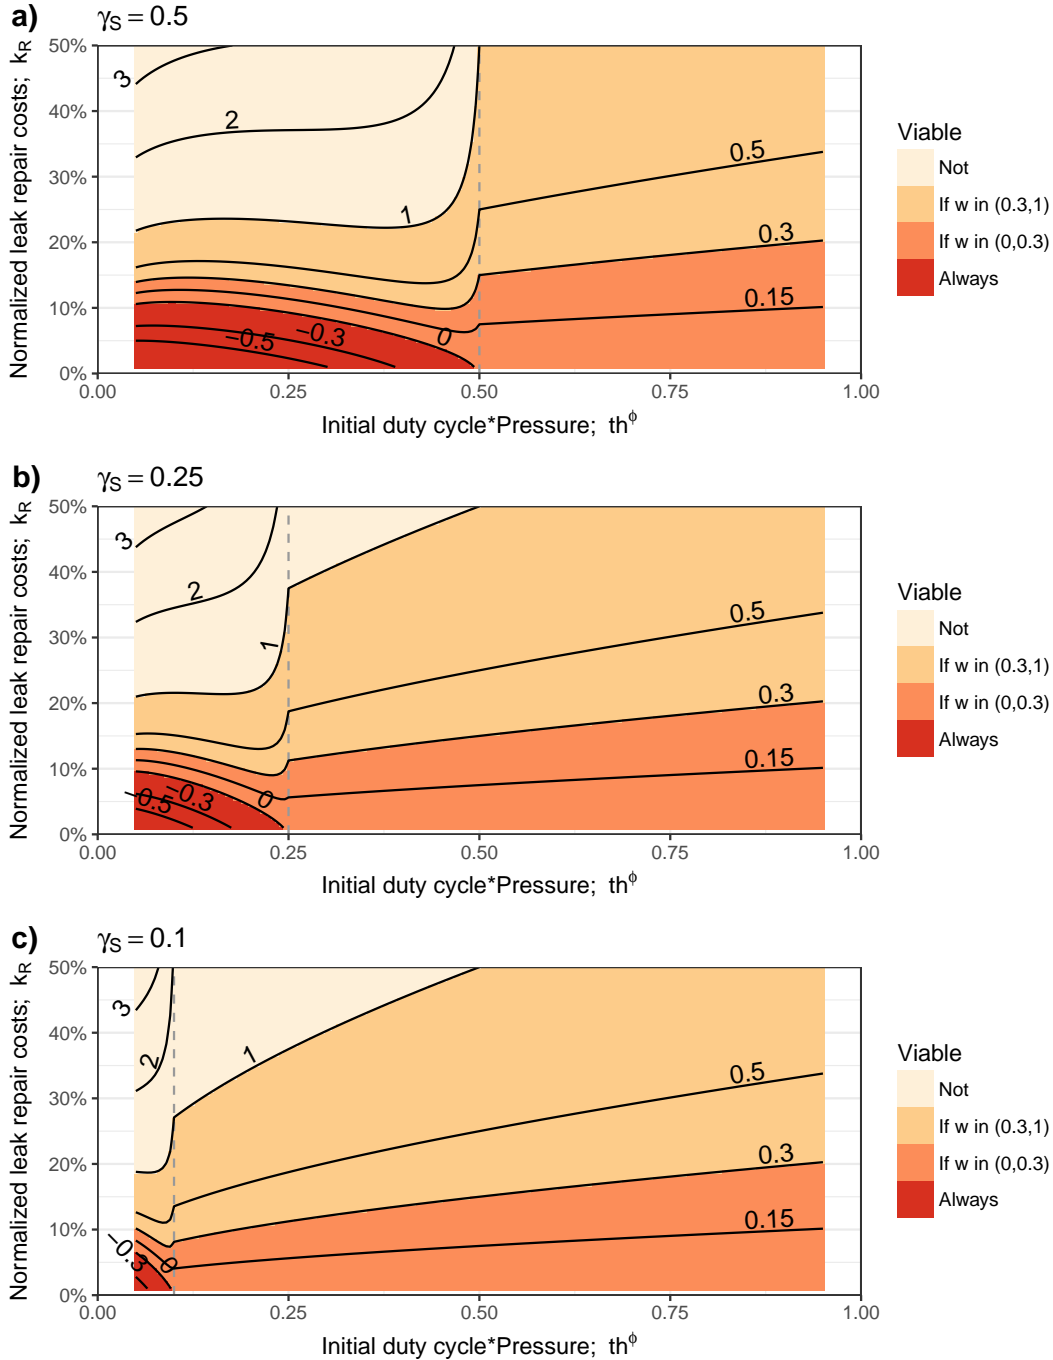 a)
γS = 0.5
Normalized leak repair costs; kR
50%
40%
30%
20%
10%
0%
3
2
1
0.5
0.3
0.15
0
−0.3
−0.5
0.00
0.25
0.50
0.75
1.00
Initial duty cycle*Pressure; thϕ
Viable
Not
If w in (0.3,1)
If w in (0,0.3)
Always
b)
γS = 0.25
Normalized leak repair costs; kR
50%
40%
30%
20%
10%
0%
3
2
1
0.5
0.3
0.15
0
−0.3
−0.5
0.00
0.25
0.50
0.75
1.00
Initial duty cycle*Pressure; thϕ
Viable
Not
If w in (0.3,1)
If w in (0,0.3)
Always
c)
γS = 0.1
Normalized leak repair costs; kR
50%
40%
30%
20%
10%
0%
3
2
1
0.5
0.3
0.15
0
−0.3
0.00
0.25
0.50
0.75
1.00
Initial duty cycle*Pressure; thϕ
Viable
Not
If w in (0.3,1)
If w in (0,0.3)
Always